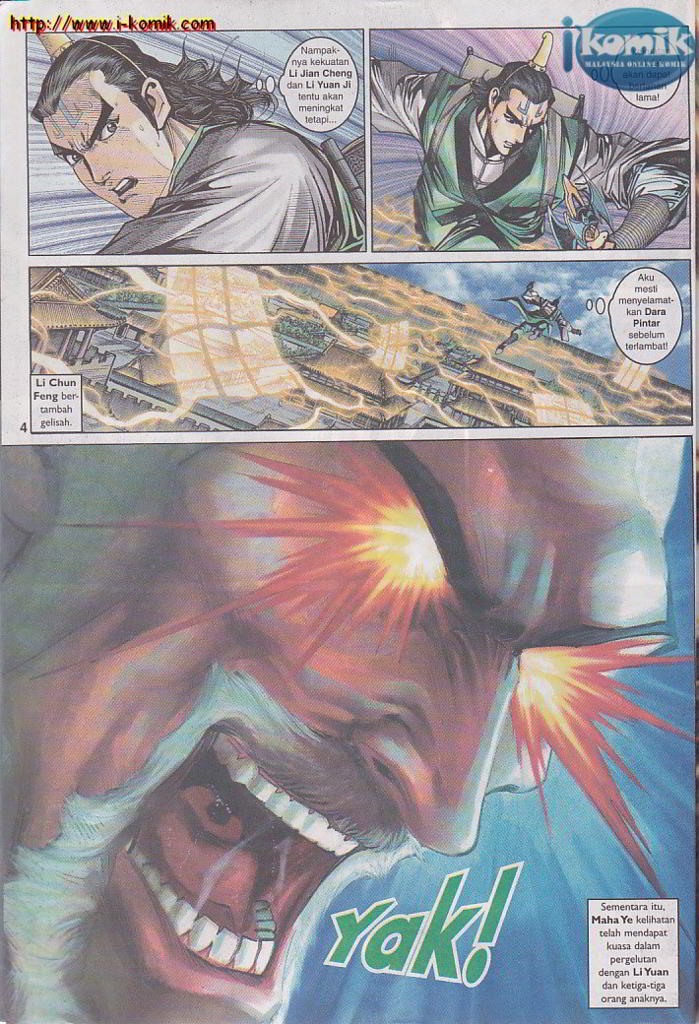 http://www.i-komik.com
ikomik
MALAYSIA ONLINE KOMIK
Nampak-
nya kekuatan
Li Jian Cheng
dan Li Yuan Ji
tentu akan
meningkat
tetapi...
akan dapat
lama!
Aku
mesti
menyelamat-
kan Dara
Pintar
sebelum
terlambat!
Li Chun
Feng ber-
tambah
gelisah.
4
Yak!
Sementara itu,
Maha Ye kelihatan
telah mendapat
kuasa dalam
pergelutan
dengan Li Yuan
dan ketiga-tiga
orang anaknya.